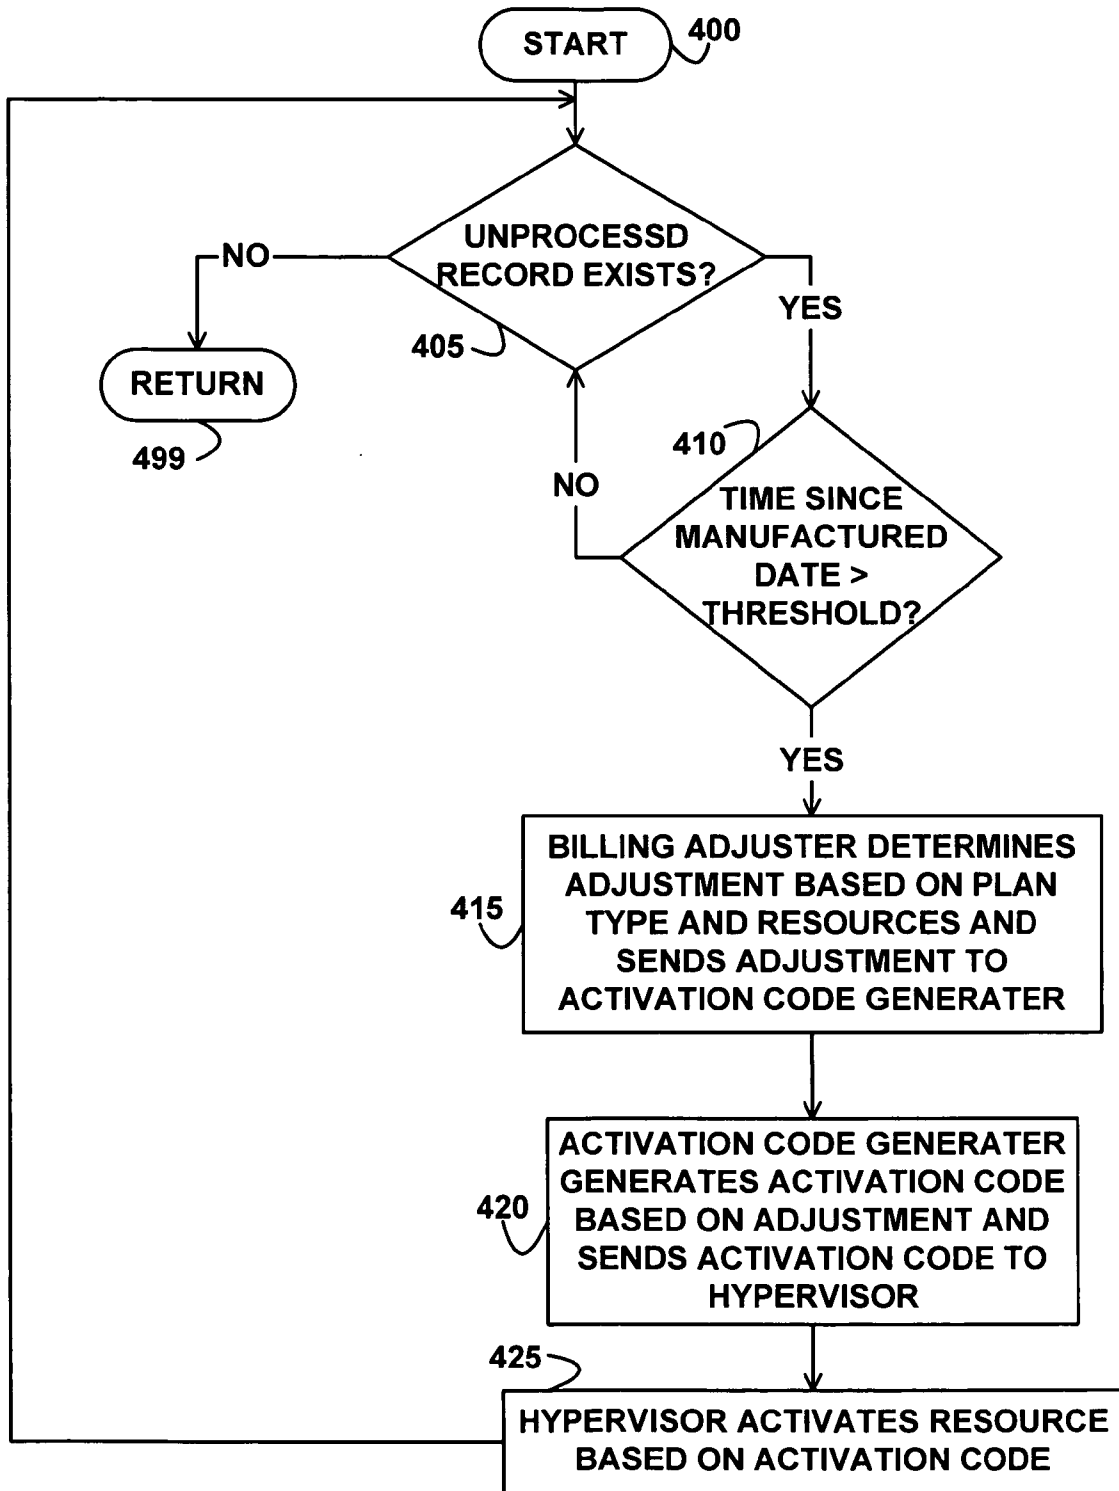 START
400
UNPROCESSD
RECORD EXISTS?
NO
YES
405
RETURN
499
410
NO
TIME SINCE
MANUFACTURED
DATE >
THRESHOLD?
YES
BILLING ADJUSTER DETERMINES
ADJUSTMENT BASED ON PLAN
TYPE AND RESOURCES AND
SENDS ADJUSTMENT TO
ACTIVATION CODE GENERATER
415
ACTIVATION CODE GENERATER
GENERATES ACTIVATION CODE
BASED ON ADJUSTMENT AND
SENDS ACTIVATION CODE TO
HYPERVISOR
420
425
HYPERVISOR ACTIVATES RESOURCE
BASED ON ACTIVATION CODE